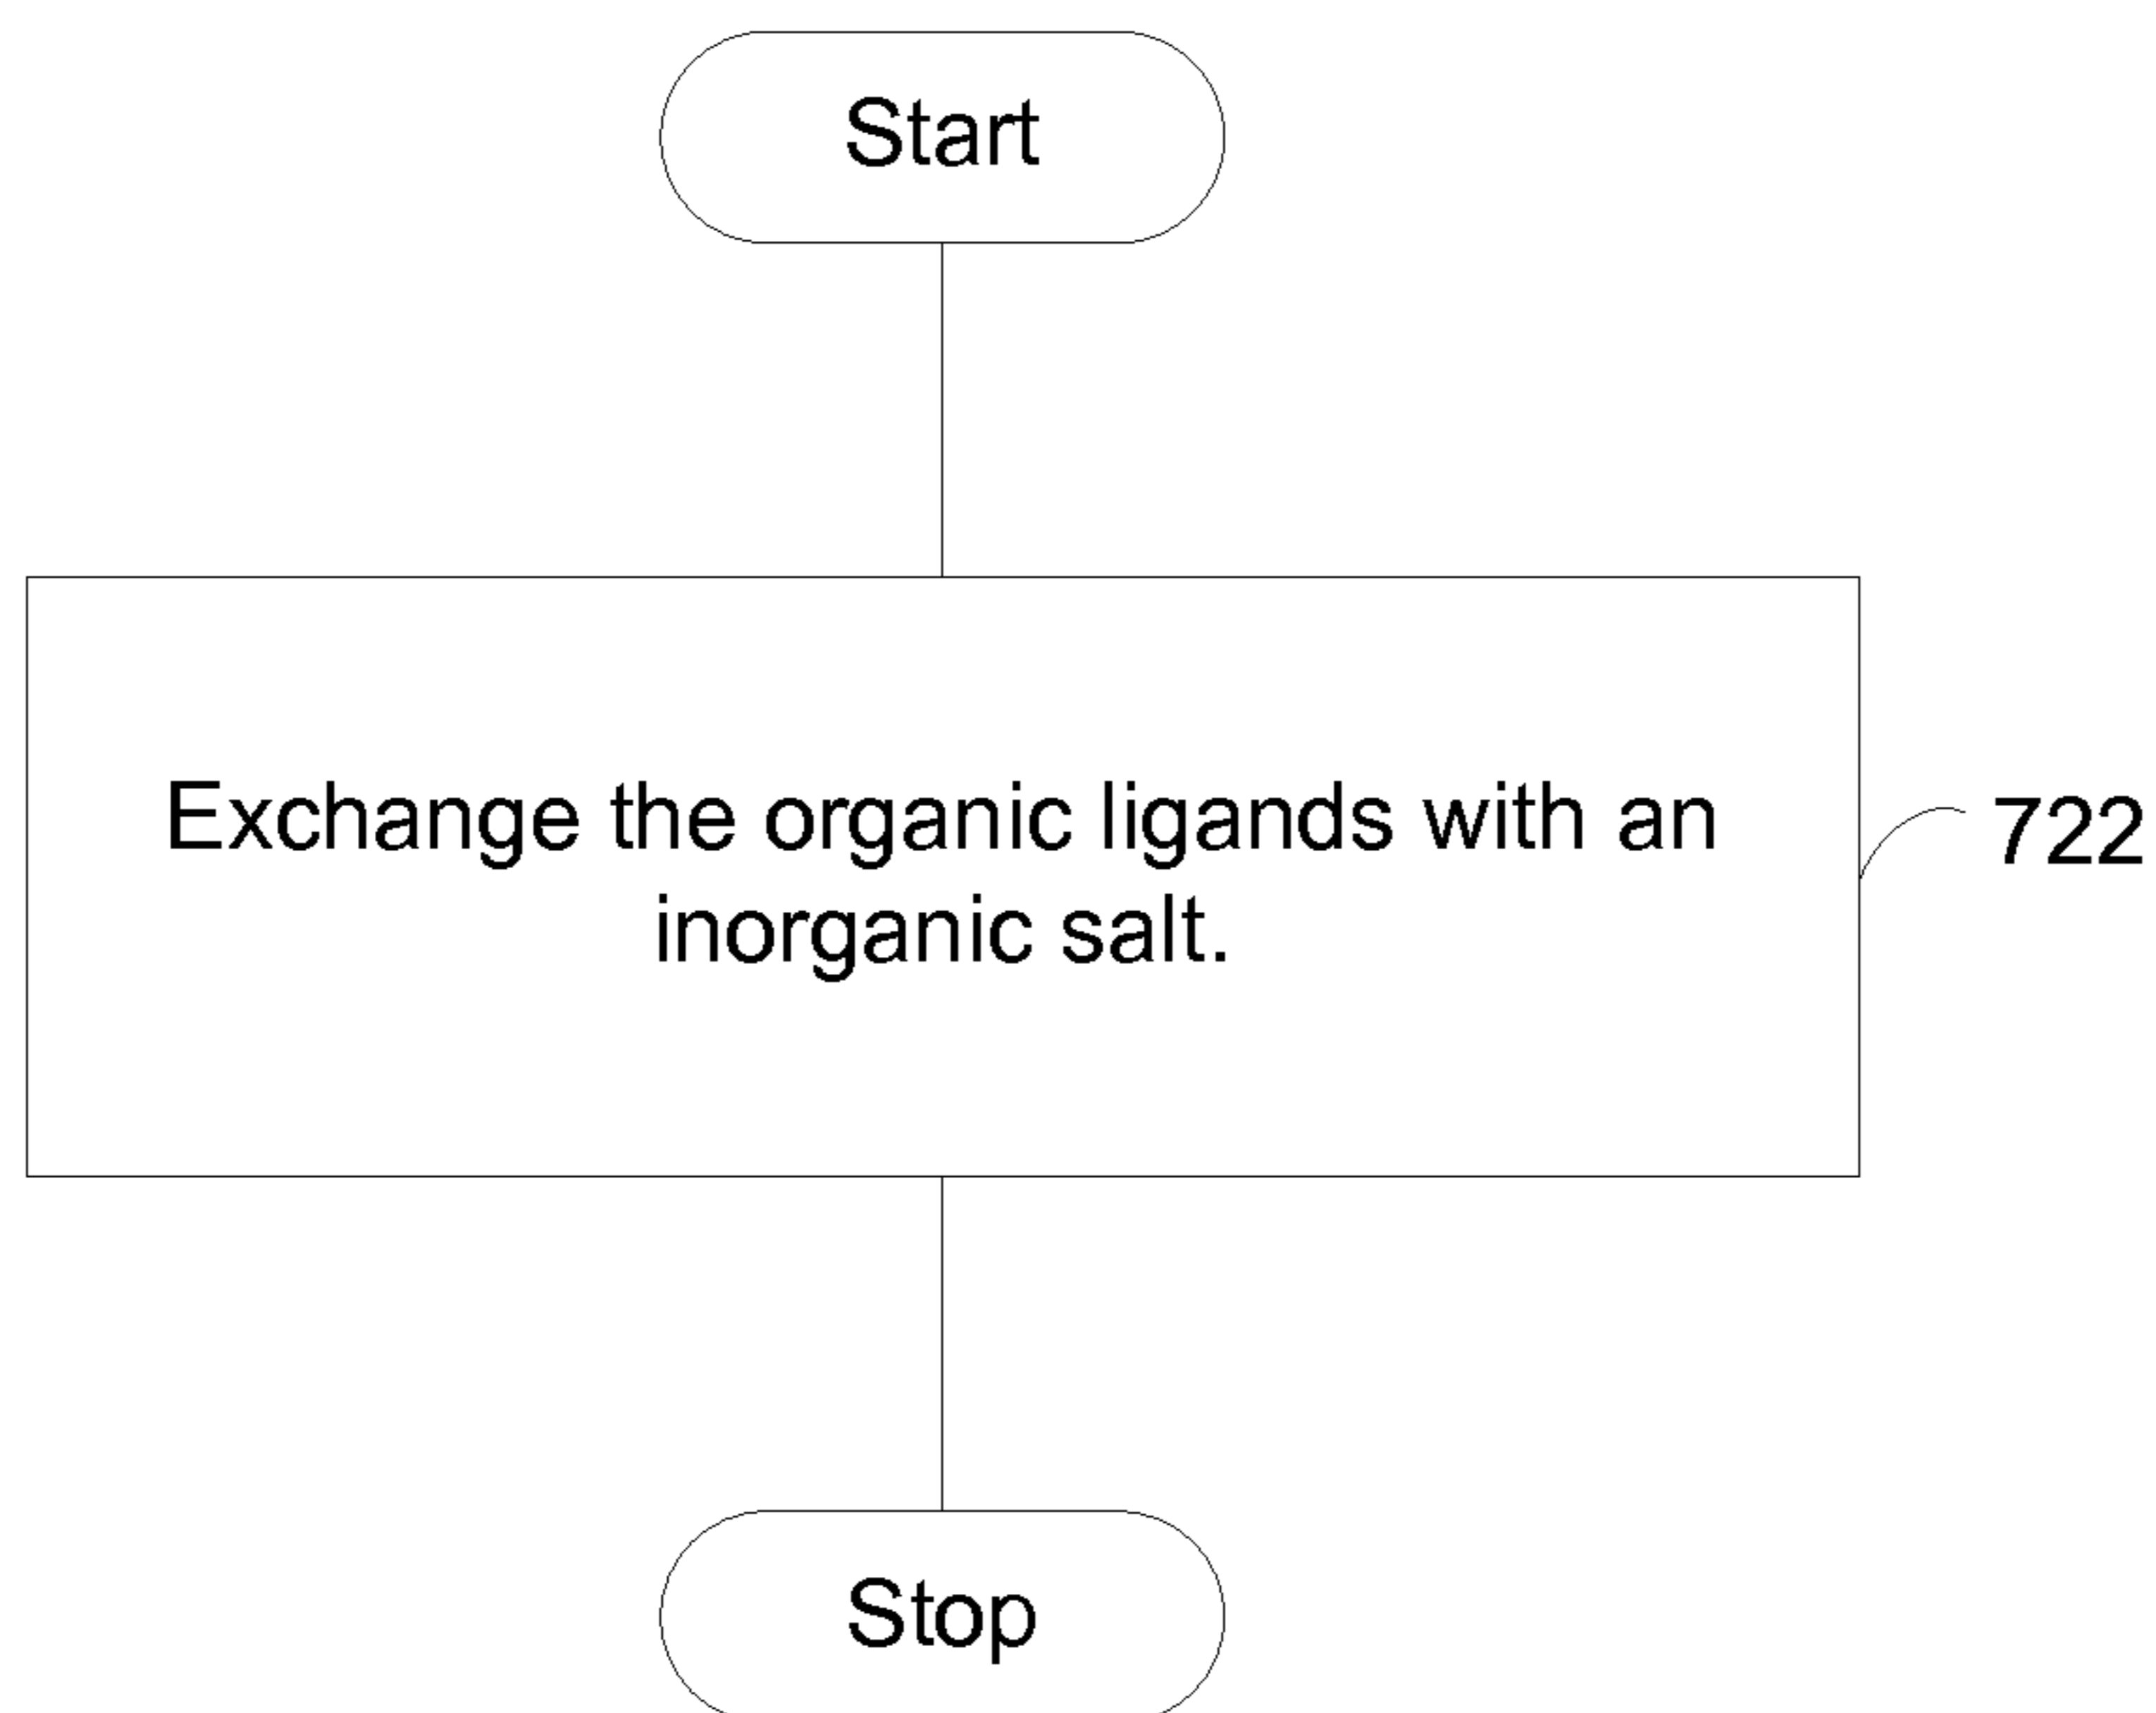 Start
Exchange the organic ligands with an
inorganic salt.
722
Stop